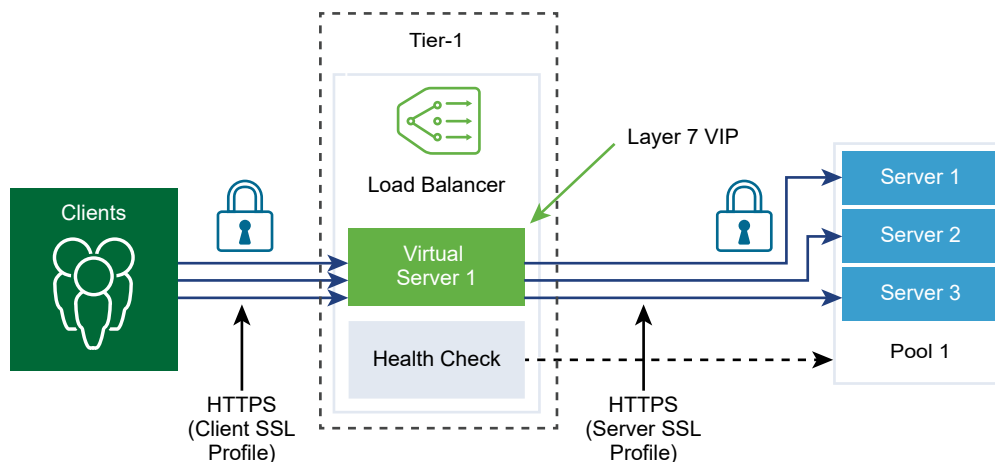 Tier-1
Layer 7 VIP
Load Balancer
Clients
Virtual
Server 1
Server 1
Server 2
Server 3
Health Check
Pool 1
HTTPS
(Client SSL
Profile)
HTTPS
(Server SSL
Profile)